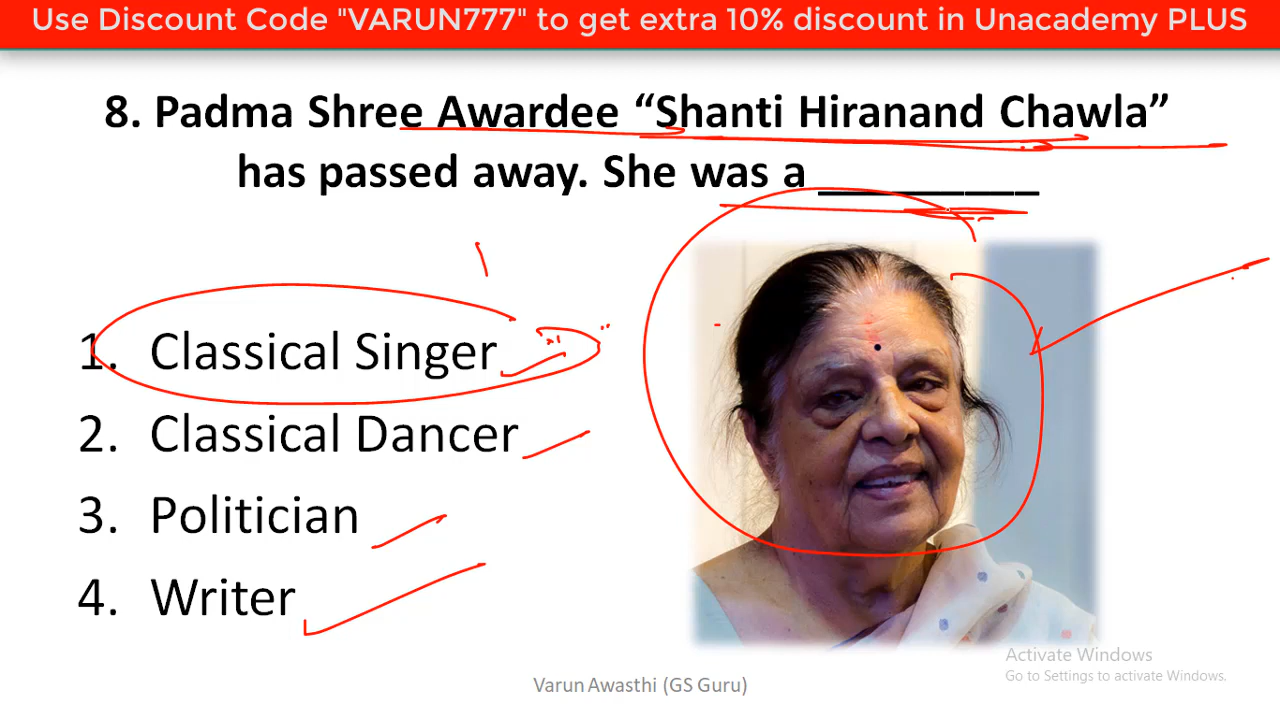 Use Discount Code "VARUN777" to get extra 10% discount in Unacademy PLUS
8. Padma Shree Awardee “Shanti Hiranand Chawla”
has passed away. She was a __________
1. Classical Singer
2. Classical Dancer
3. Politician
4. Writer
Activate Windows
Go to Settings to activate Windows.
Varun Awasthi (GS Guru)